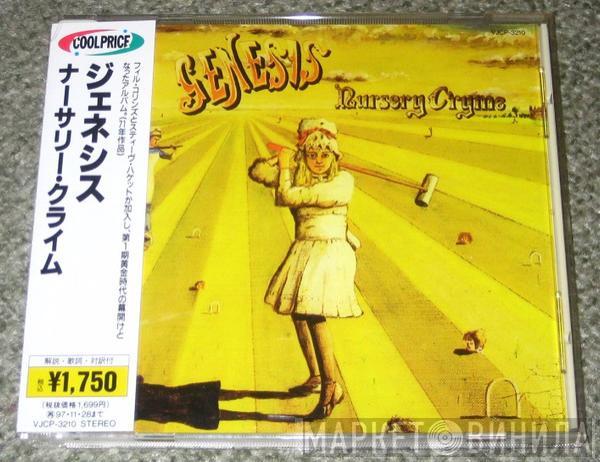 COOLPRICE
ジェネシス
ナーサリー・クライム
フィル・コリンズとスティーヴ・ハケットが加入し、第1期黄金時代の幕開けと
なったアルバム。('71年作品)
解説・歌詞・対訳付
税込 ¥1,750
(税抜価格1,699円)
再97・11・28まで
VJCP-3210 STEREO
VJCP-3210
GENESIS
Nursery Cryme
МАРКЕТ ВИНИЛА